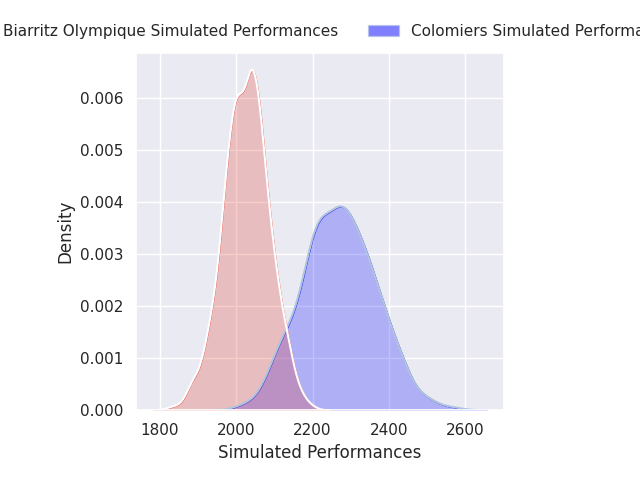 Biarritz Olympique Simulated Performances
Colomiers Simulated Performa
0.006
0.005
0.004
0.003
0.002
0.001
0.000
Density
1800 2000 2200 2400 2600
Simulated Performances